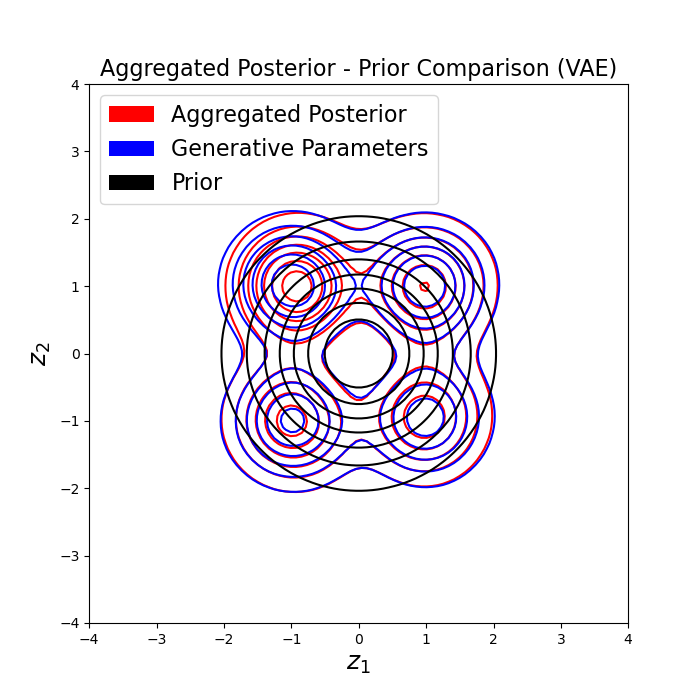 Aggregated Posterior - Prior Comparison (VAE)
Aggregated Posterior
Generative Parameters
Prior
4
3
2
1
0
−1
−2
−3
−4
z₂
−4 −3 −2 −1 0 1 2 3 4
z₁